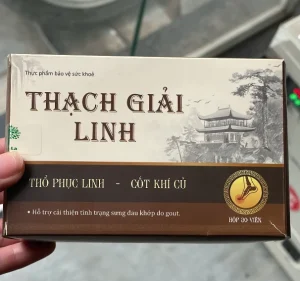 Thực phẩm bảo vệ sức khoẻ
THẠCH GIẢI
LINH
THỔ PHỤC LINH - CỐT KHÍ CỦ
• Hỗ trợ cải thiện tình trạng sưng đau khớp do gout.
HỘP 30 VIÊN